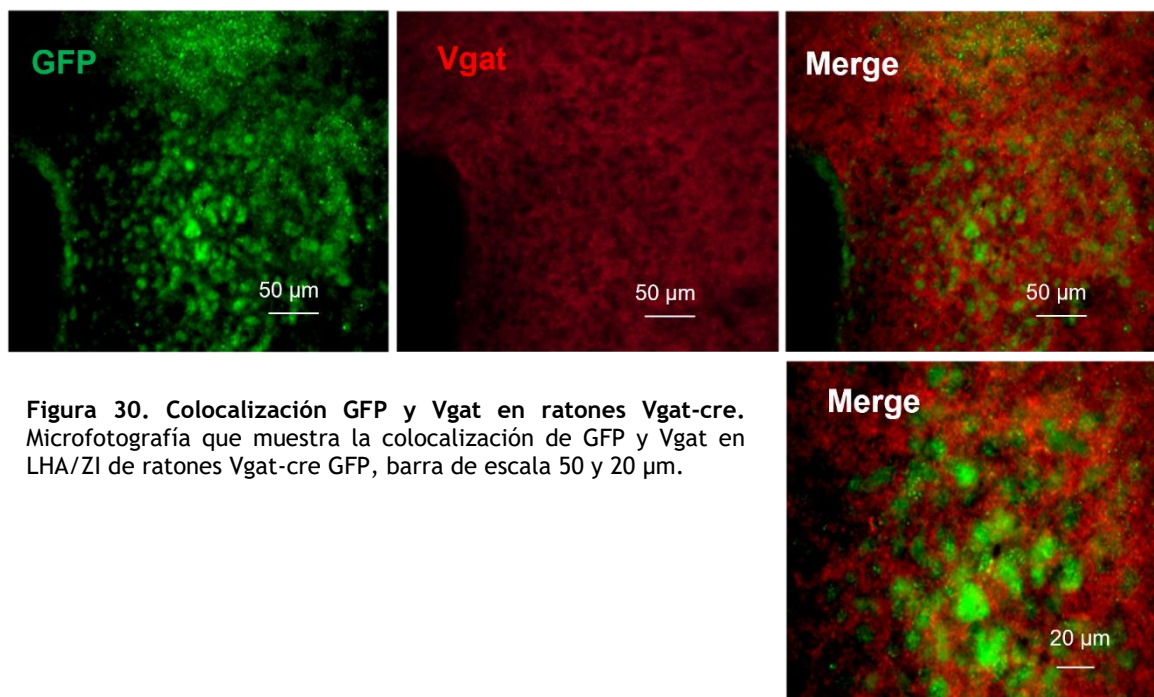 GFP
Vgat
Merge
50 µm
50 µm
50 µm
Figura 30. Colocalización GFP y Vgat en ratones Vgat-cre.
Microfotografía que muestra la colocalización de GFP y Vgat en
LHA/ZI de ratones Vgat-cre GFP, barra de escala 50 y 20 µm.
Merge
20 µm